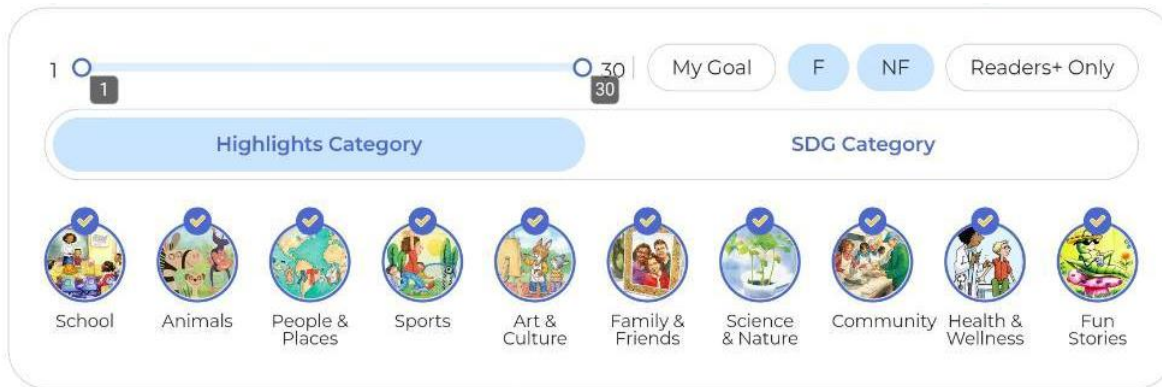 1 30 My Goal F NF Readers+ Only
1 30
Highlights Category SDG Category
School Animals People & Sports Art & Family & Science Community Health & Fun
Places Culture Friends & Nature Wellness Stories